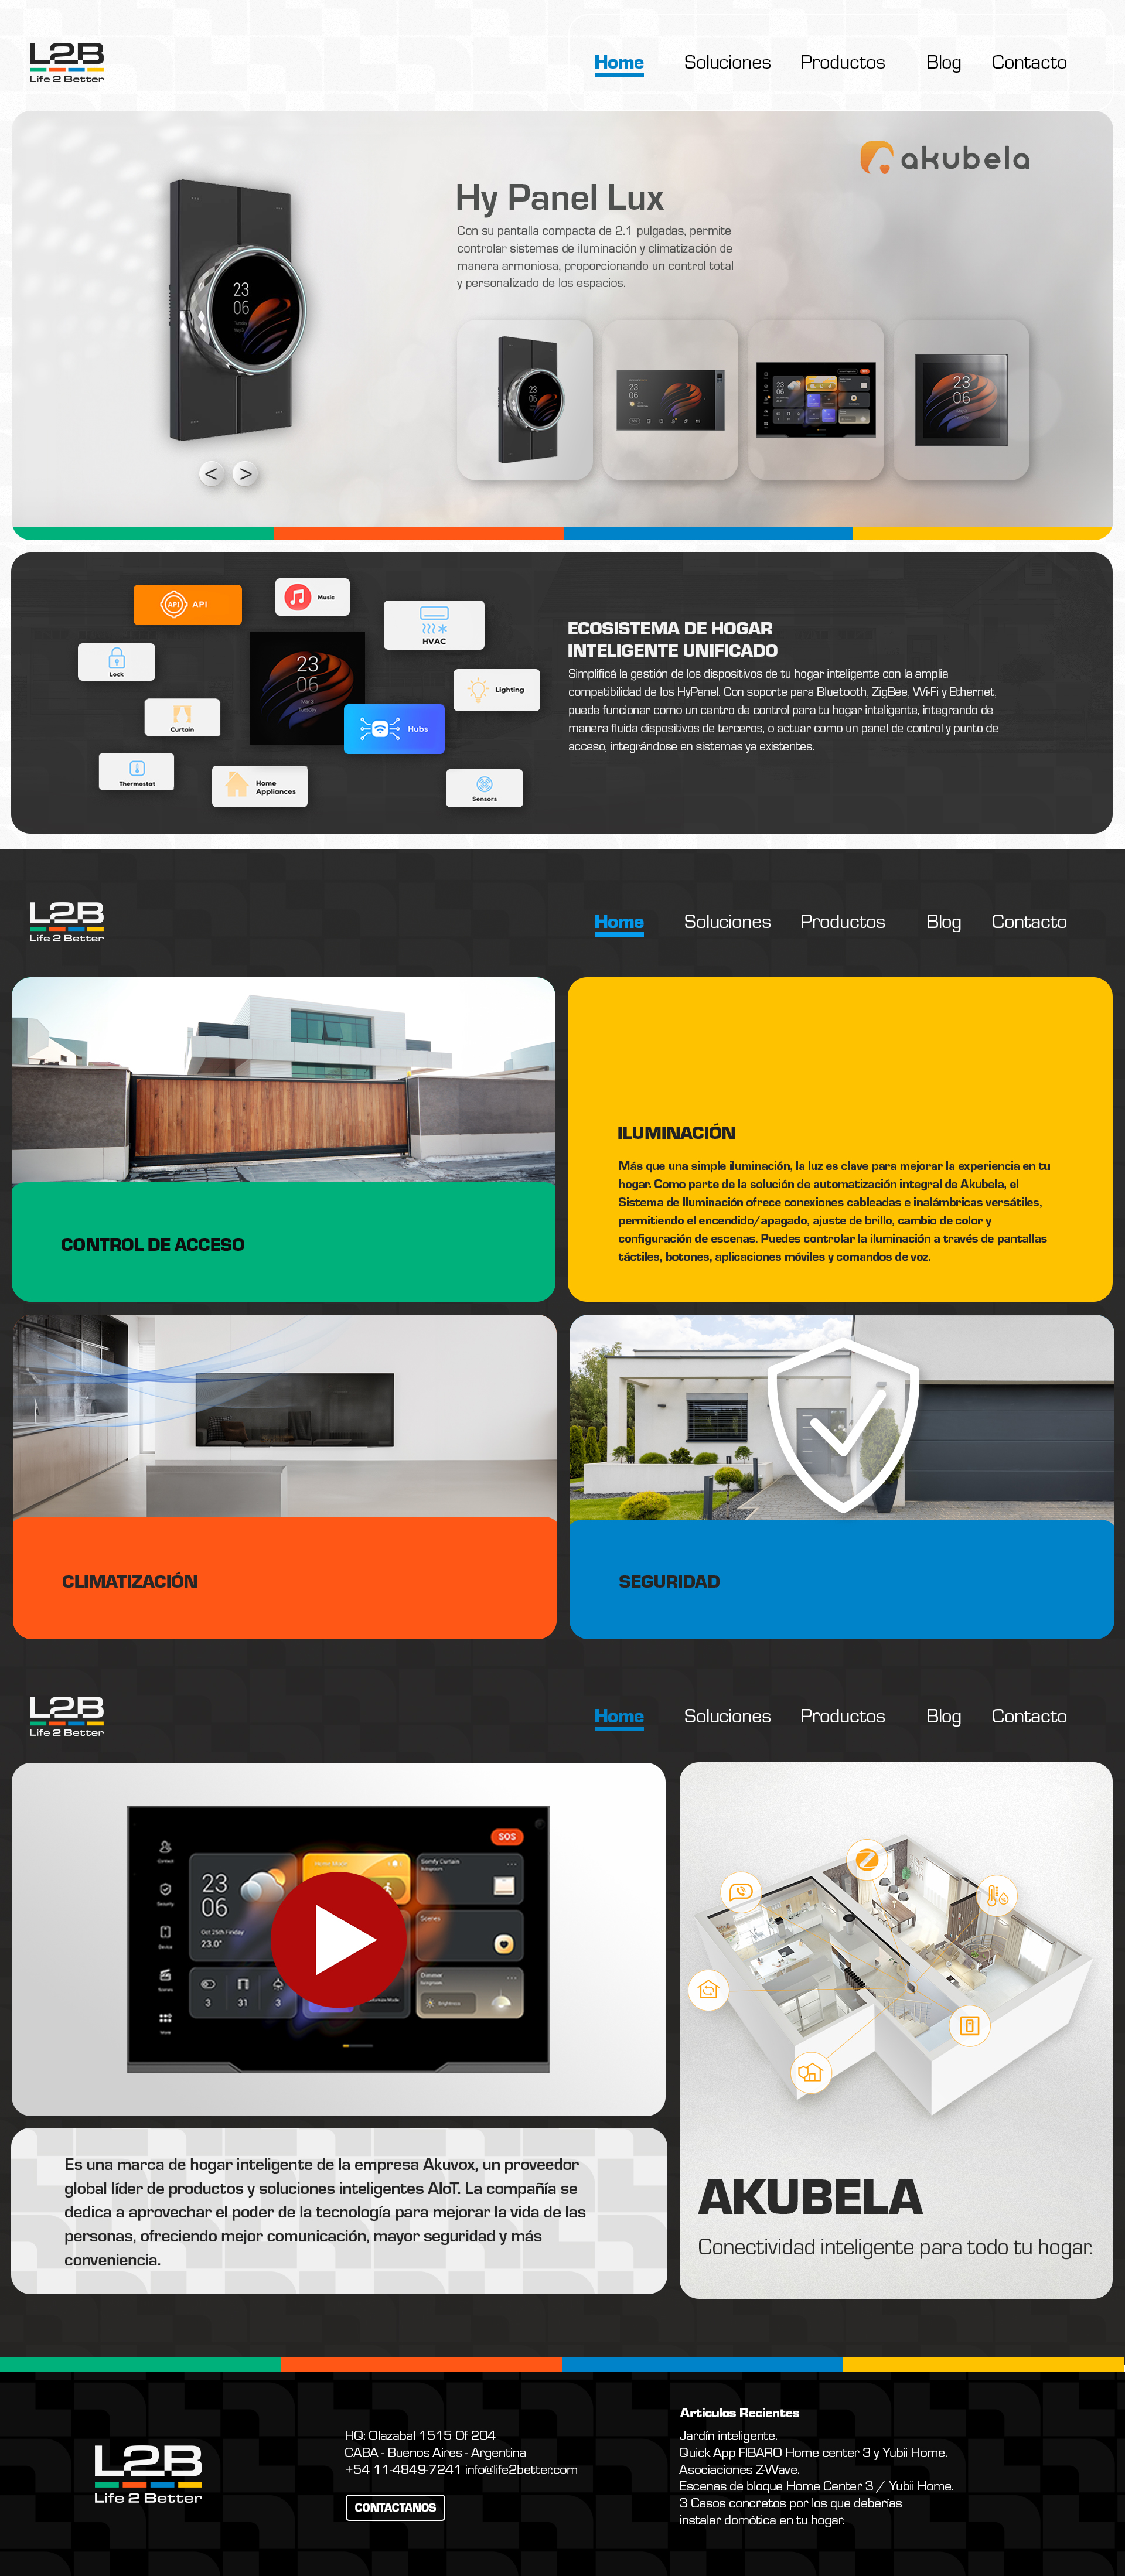 L2B
Life 2 Better
Home Soluciones Productos Blog Contacto
akubela
Hy Panel Lux
Con su pantalla compacta de 2.1 pulgadas, permite
controlar sistemas de iluminación y climatización de
manera armoniosa, proporcionando un control total
y personalizado de los espacios.
23
06
23
06
23
06
23
06
< >
API API
Music
HVAC
Lock
23
06
Tuesday
Lighting
Curtain
Hubs
Thermostat
Home
Appliances
Sensors
ECOSISTEMA DE HOGAR
INTELIGENTE UNIFICADO
Simplificá la gestión de los dispositivos de tu hogar inteligente con la amplia
compatibilidad de los HyPanel. Con soporte para Bluetooth, ZigBee, Wi-Fi y Ethernet,
puede funcionar como un centro de control para tu hogar inteligente, integrando de
manera fluida dispositivos de terceros, o actuar como un panel de control y punto de
acceso, integrándose en sistemas ya existentes.
L2B
Life 2 Better
Home Soluciones Productos Blog Contacto
CONTROL DE ACCESO
ILUMINACIÓN
Más que una simple iluminación, la luz es clave para mejorar la experiencia en tu
hogar. Como parte de la solución de automatización integral de Akubela, el
Sistema de Iluminación ofrece conexiones cableadas e inalámbricas versátiles,
permitiendo el encendido/apagado, ajuste de brillo, cambio de color y
configuración de escenas. Puedes controlar la iluminación a través de pantallas
táctiles, botones, aplicaciones móviles y comandos de voz.
CLIMATIZACIÓN
SEGURIDAD
L2B
Life 2 Better
Home Soluciones Productos Blog Contacto
SOS
Contact
Security
Device
Scenes
More
23
06
Oct 25th Finday
23.0°
3 31 3
Somfy Curtain
Scenes
Dimmer
Brightness
Es una marca de hogar inteligente de la empresa Akuvox, un proveedor
global líder de productos y soluciones inteligentes AIoT. La compañía se
dedica a aprovechar el poder de la tecnología para mejorar la vida de las
personas, ofreciendo mejor comunicación, mayor seguridad y más
conveniencia.
AKUBELA
Conectividad inteligente para todo tu hogar.
L2B
Life 2 Better
HQ: Olazabal 1515 Of 204
CABA - Buenos Aires - Argentina
+54 11-4849-7241 info@life2better.com
CONTACTANOS
Articulos Recientes
Jardín inteligente.
Quick App FIBARO Home center 3 y Yubii Home.
Asociaciones Z-Wave.
Escenas de bloque Home Center 3 / Yubii Home.
3 Casos concretos por los que deberías
instalar domótica en tu hogar.